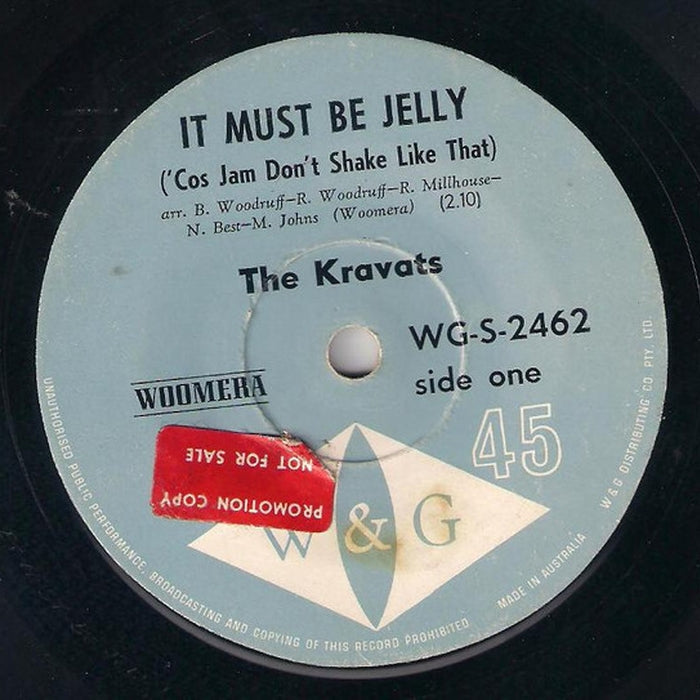 IT MUST BE JELLY
('Cos Jam Don't Shake Like That)
arr. B. Woodruff—R. Woodruff—R. Millhouse—
N. Best—M. Johns (Woomera) (2.10)
The Kravats
WG-S-2462
side one
WOOMERA
45
PROMOTION COPY
NOT FOR SALE
W & G
UNAUTHORISED PUBLIC PERFORMANCE, BROADCASTING AND COPYING OF THIS RECORD PROHIBITED
MADE IN AUSTRALIA
W & G DISTRIBUTING CO. PTY. LTD.